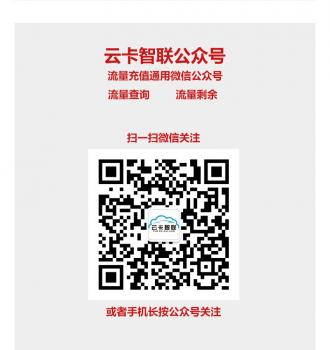 云卡智联公众号
流量充值通用微信公众号
流量查询 流量剩余
扫一扫微信关注
云卡智联
或者手机长按公众号关注